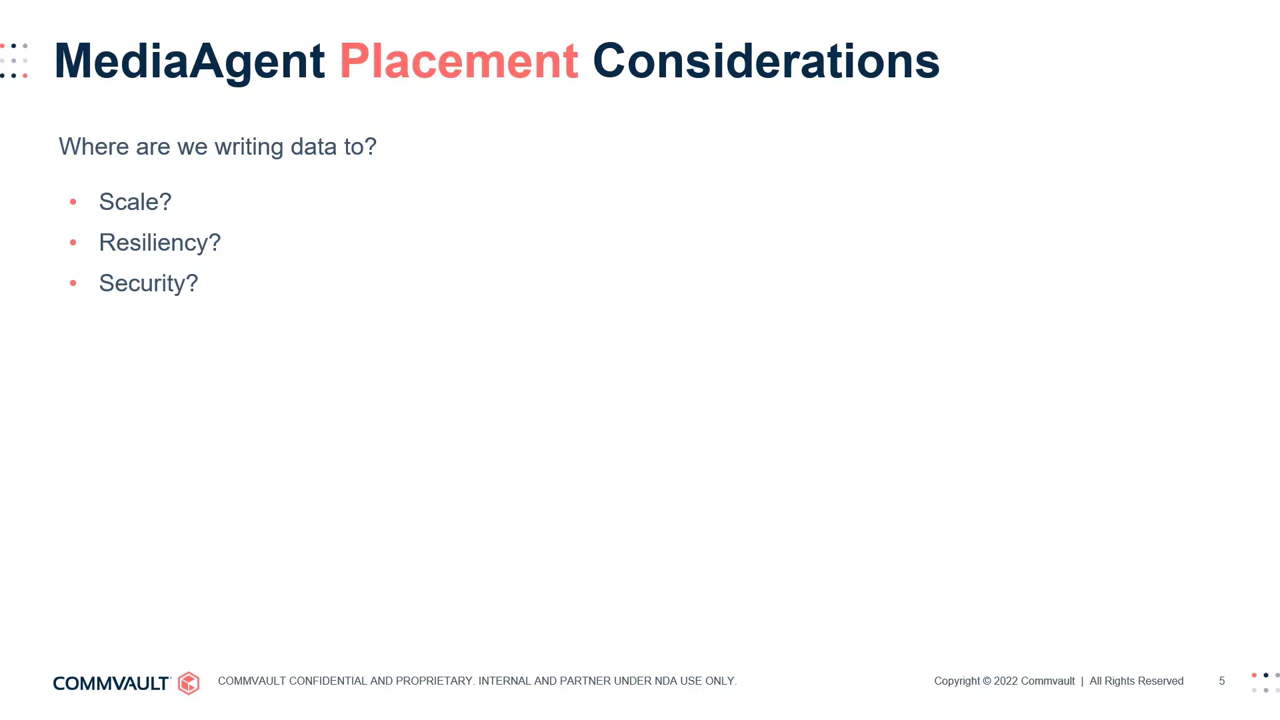 MediaAgent Placement Considerations
Where are we writing data to?
• Scale?
• Resiliency?
• Security?
COMMVAULT
COMMVAULT CONFIDENTIAL AND PROPRIETARY. INTERNAL AND PARTNER UNDER NDA USE ONLY.
Copyright © 2022 Commvault | All Rights Reserved
5